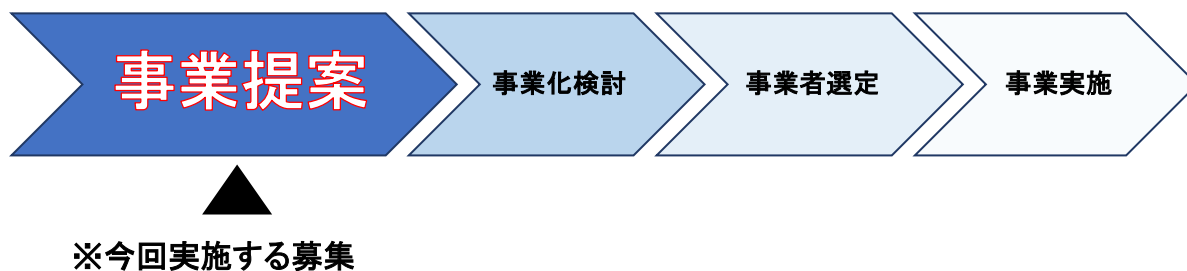 事業提案
事業化検討
事業者選定
事業実施
※今回実施する募集